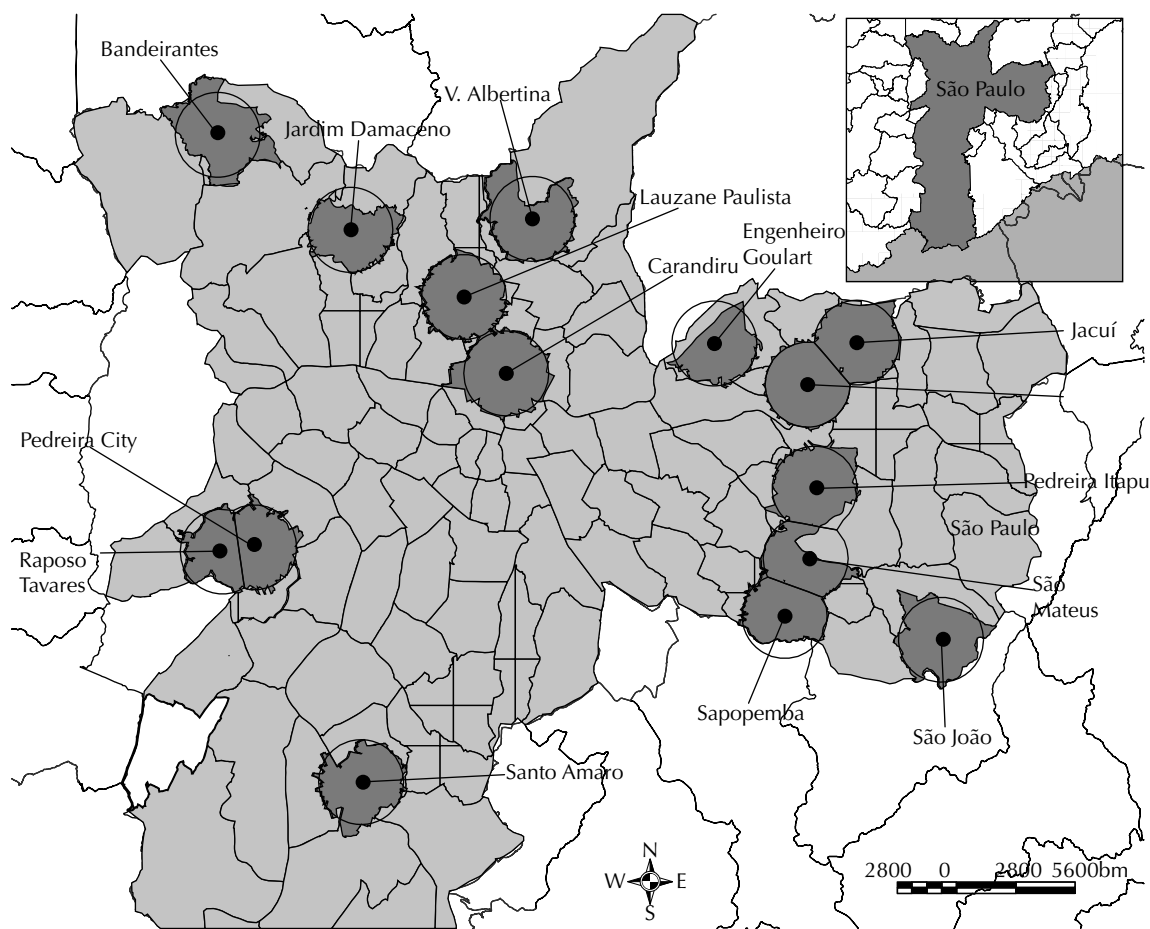 Bandeirantes
V. Albertina
São Paulo
Jardim Damaceno
Lauzane Paulista
Engenheiro
Goulart
Carandiru
Jacuí
Pedreira City
Pedreira Itapu
São Paulo
Raposo
Tavares
São
Mateus
Sapopemba
São João
Santo Amaro
N
W
E
S
2800 0 2800 5600bm